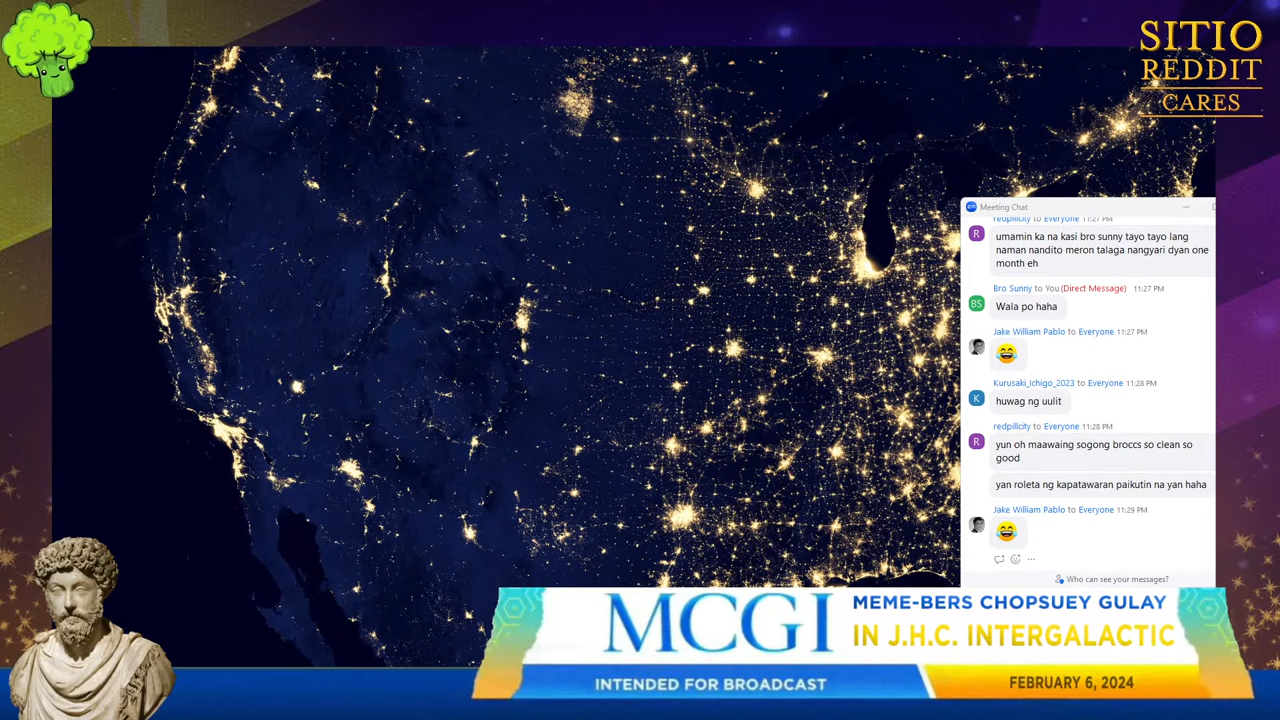 SITIO
REDDIT
CARES
Meeting Chat
redpillcity to Everyone 11:27 PM
R
umamin ka na kasi bro sunny tayo tayo lang
naman nandito meron talaga nangyari dyan one
month eh
Bro Sunny to You (Direct Message) 11:27 PM
BS
Wala po haha
Jake William Pablo to Everyone 11:27 PM
Kurusaki_Ichigo_2023 to Everyone 11:28 PM
K
huwag ng uulit
redpillcity to Everyone 11:28 PM
R
yun oh maawaing sogong broccs so clean so
good
yan roleta ng kapatawaran paikutin na yan haha
Jake William Pablo to Everyone 11:29 PM
Who can see your messages?
MCGI
MEME-BERS CHOPSUEY GULAY
IN J.H.C. INTERGALACTIC
INTENDED FOR BROADCAST
FEBRUARY 6, 2024